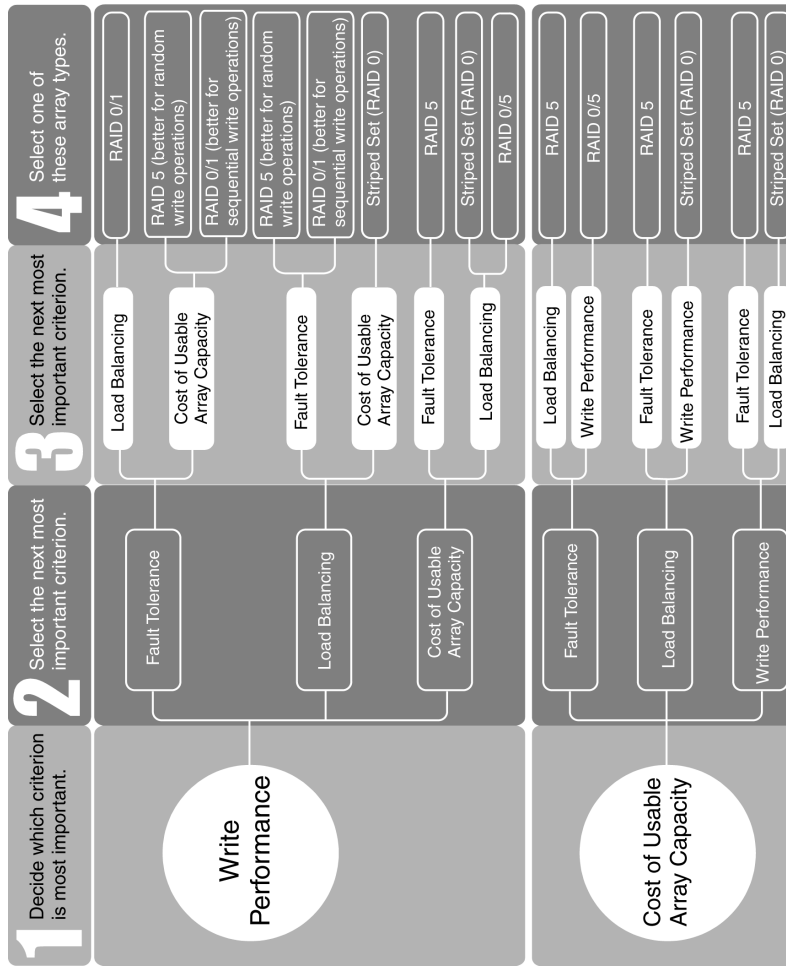 1
Decide which criterion
is most important.
2
Select the next most
important criterion.
3
Select the next most
important criterion.
4
Select one of
these array types.
Write
Performance
Fault Tolerance
Load Balancing
RAID 0/1
Cost of Usable
Array Capacity
RAID 5 (better for random
write operations)
RAID 0/1 (better for
sequential write operations)
Load Balancing
Fault Tolerance
RAID 5 (better for random
write operations)
RAID 0/1 (better for
sequential write operations)
Cost of Usable
Array Capacity
Striped Set (RAID 0)
Cost of Usable
Array Capacity
Fault Tolerance
RAID 5
Load Balancing
Striped Set (RAID 0)
RAID 0/5
Cost of Usable
Array Capacity
Fault Tolerance
Load Balancing
RAID 5
Write Performance
RAID 0/5
Load Balancing
Fault Tolerance
RAID 5
Write Performance
Striped Set (RAID 0)
Write Performance
Fault Tolerance
RAID 5
Load Balancing
Striped Set (RAID 0)